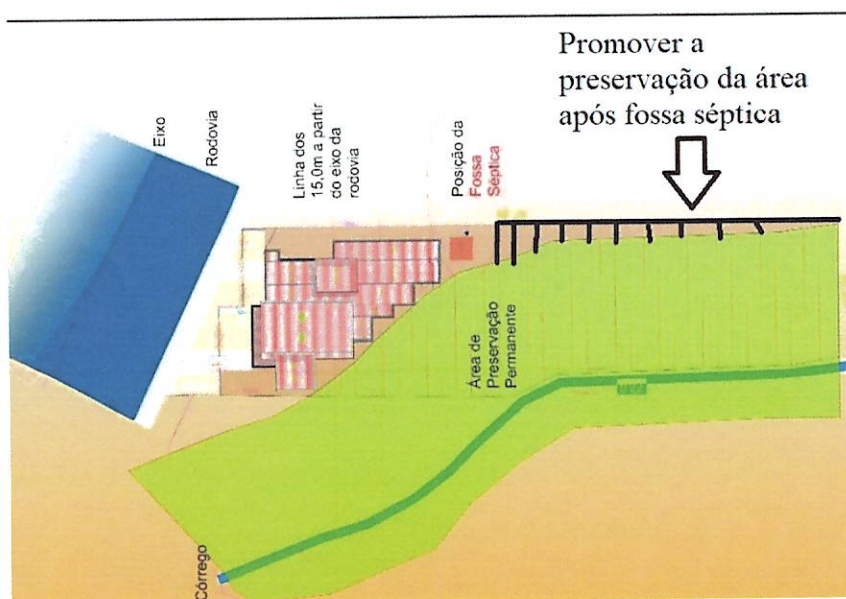 Promover a
preservação da área
após fossa séptica
Eixo
Rodovia
Linha dos
15,0m a partir
do eixo da
rodovia
Posição da
Fossa
Séptica
Área de
Preservação
Permanente
Córrego